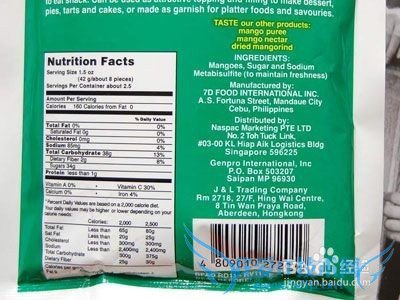 to eat snack. Can be used as attractive topping and filling to make dessert,
pies, tarts and cakes, or made as garnish for platter foods and savouries.
TASTE our other products:
mango puree
mango nectar
dried mangorind
Nutrition Facts
Serving Size 1.5 oz
(42 g/about 8 pieces)
Servings Per Container about 2.5
Amount Per Serving
Calories 160 Calories from Fat 0
% Daily Value
Total Fat 0% 0%
Saturated Fat 0g 0%
Cholesterol 0mg 0%
Sodium 85mg 4%
Total Carbohydrate 38g 13%
Dietary Fiber 2g 8%
Sugars 34g
Protein less than 1g
Vitamin A 0% • Vitamin C 30%
Calcium 0% • Iron 4%
*Percent Daily Values are based on a 2,000 calorie diet.
Your daily values may be higher or lower depending on your
calorie needs:
Calories 2,000 2,500
Total Fat Less than 65g 80g
Sat Fat Less than 20g 25g
Cholesterol Less than 300mg 300mg
Sodium Less than 2,400mg 2,400mg
Total Carbohydrate 300g 375g
Dietary Fiber 25g 30g
INGREDIENTS:
Mangoes, Sugar and Sodium
Metabisulfite (to maintain freshness)
Manufactured by:
7D FOOD INTERNATIONAL INC.
A.S. Fortuna Street, Mandaue City
Cebu, Philippines
Distributed by:
Naspac Marketing PTE LTD
No. 2 Toh Tuck Link,
#03-00 KL Hiap Aik Logistics Bldg
Singapore 596225
Genpro International, Inc
P.O. Box 503207
Saipan MP 96930
J & L Trading Company
Rm 2718, 27/F, Hing Wai Centre,
8 Tin Wan Praya Road,
Aberdeen, Hongkong
4 809010 272
Baidu 经验
jingyan.baidu.com